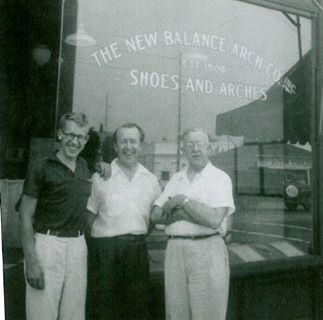 THE NEW BALANCE ARCH CO. INC.
EST 1906
SHOES AND ARCHES